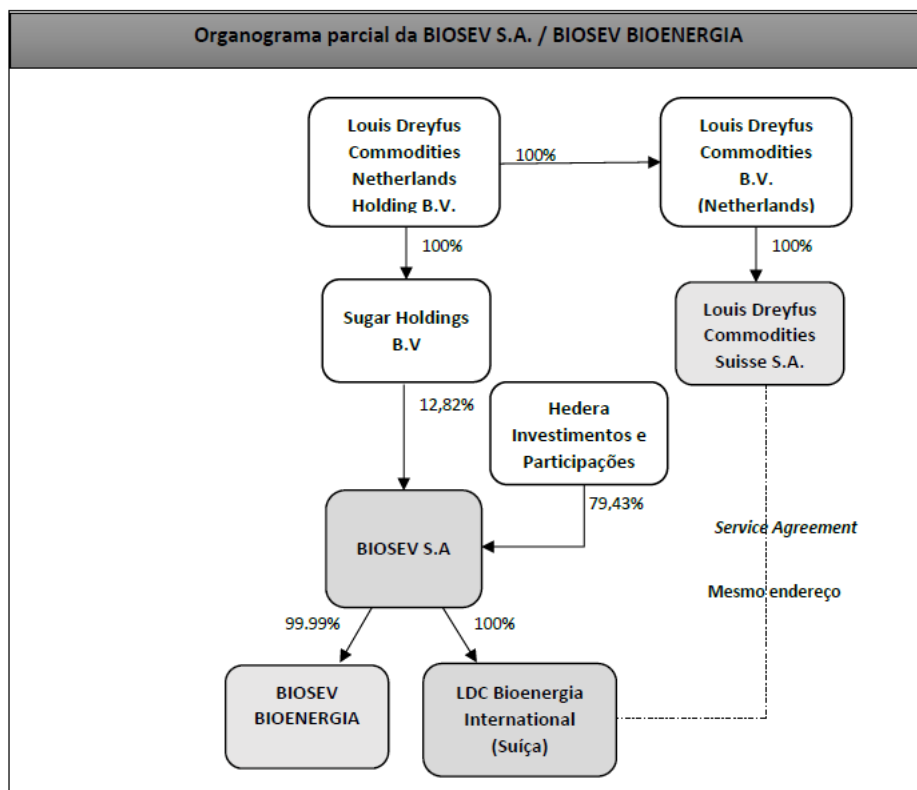 Organograma parcial da BIOSEV S.A. / BIOSEV BIOENERGIA
Louis Dreyfus
Commodities
Netherlands
Holding B.V.
100%
Louis Dreyfus
Commodities
B.V.
(Netherlands)
100%
100%
Sugar Holdings
B.V
Louis Dreyfus
Commodities
Suisse S.A.
12,82%
Hedera
Investimentos e
Participações
79,43%
BIOSEV S.A
Service Agreement
Mesmo endereço
99.99%
100%
BIOSEV
BIOENERGIA
LDC Bioenergia
International
(Suíça)